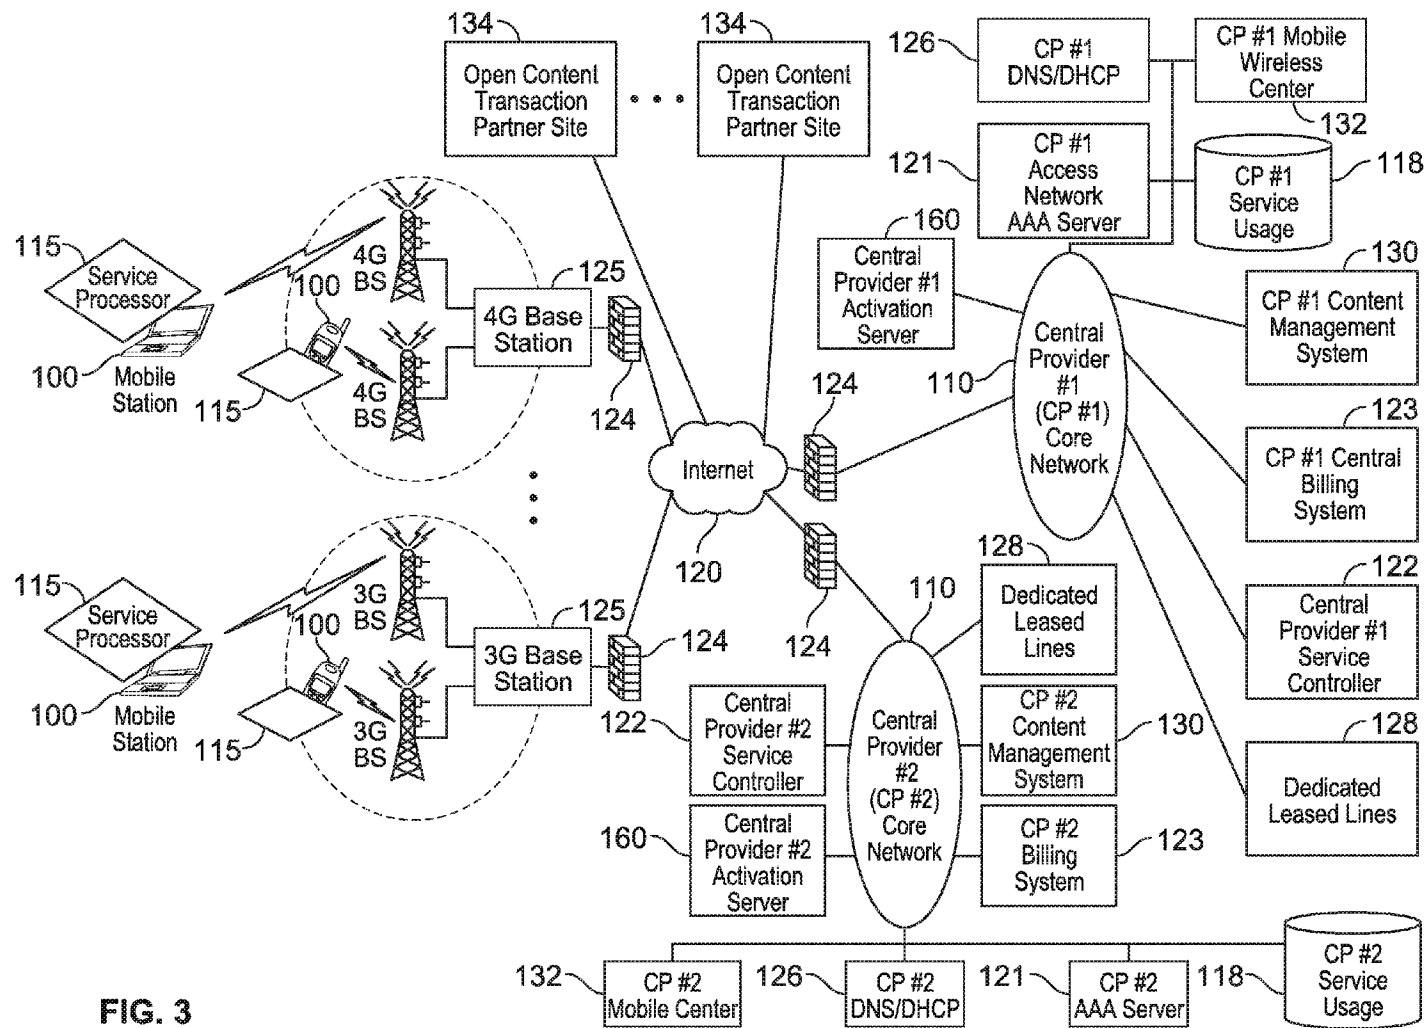 134
Open Content
Transaction
Partner Site
134
Open Content
Transaction
Partner Site
126
CP #1
DNS/DHCP
CP #1 Mobile
Wireless
Center
132
121
CP #1
Access
Network
AAA Server
CP #1
Service
Usage
118
160
Central
Provider #1
Activation
Server
115
Service
Processor
100
Mobile
Station
4G
BS
100
115
4G
BS
125
4G Base
Station
124
110
Central
Provider
#1
(CP #1)
Core
Network
130
CP #1 Content
Management
System
123
CP #1 Central
Billing
System
122
Central
Provider #1
Service
Controller
128
Dedicated
Leased Lines
Internet
120
124
124
115
Service
Processor
100
Mobile
Station
3G
BS
100
115
3G
BS
125
3G Base
Station
124
110
128
Dedicated
Leased
Lines
122
Central
Provider #2
Service
Controller
Central
Provider
#2
(CP #2)
Core
Network
CP #2
Content
Management
System
130
160
Central
Provider #2
Activation
Server
CP #2
Billing
System
123
132
CP #2
Mobile Center
126
CP #2
DNS/DHCP
121
CP #2
AAA Server
118
CP #2
Service
Usage
FIG. 3